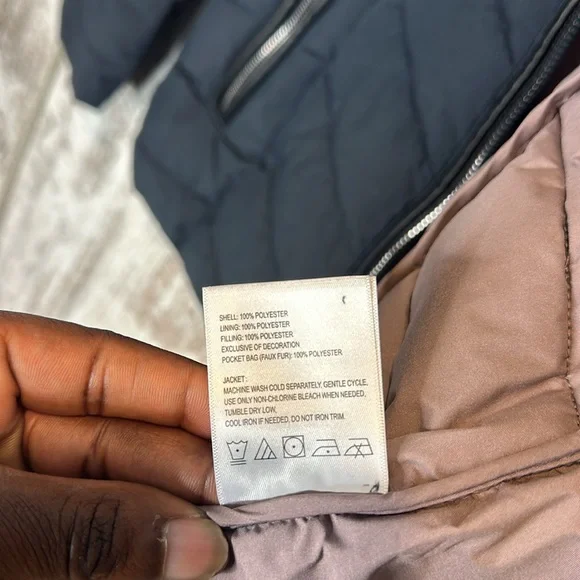 SHELL: 100% POLYESTER
LINING: 100% POLYESTER
FILLING: 100% POLYESTER
EXCLUSIVE OF DECORATION
POCKET BAG (FAUX FUR): 100% POLYESTER
JACKET:
MACHINE WASH COLD SEPARATELY, GENTLE CYCLE,
USE ONLY NON-CHLORINE BLEACH WHEN NEEDED,
TUMBLE DRY LOW,
COOL IRON IF NEEDED, DO NOT IRON TRIM.